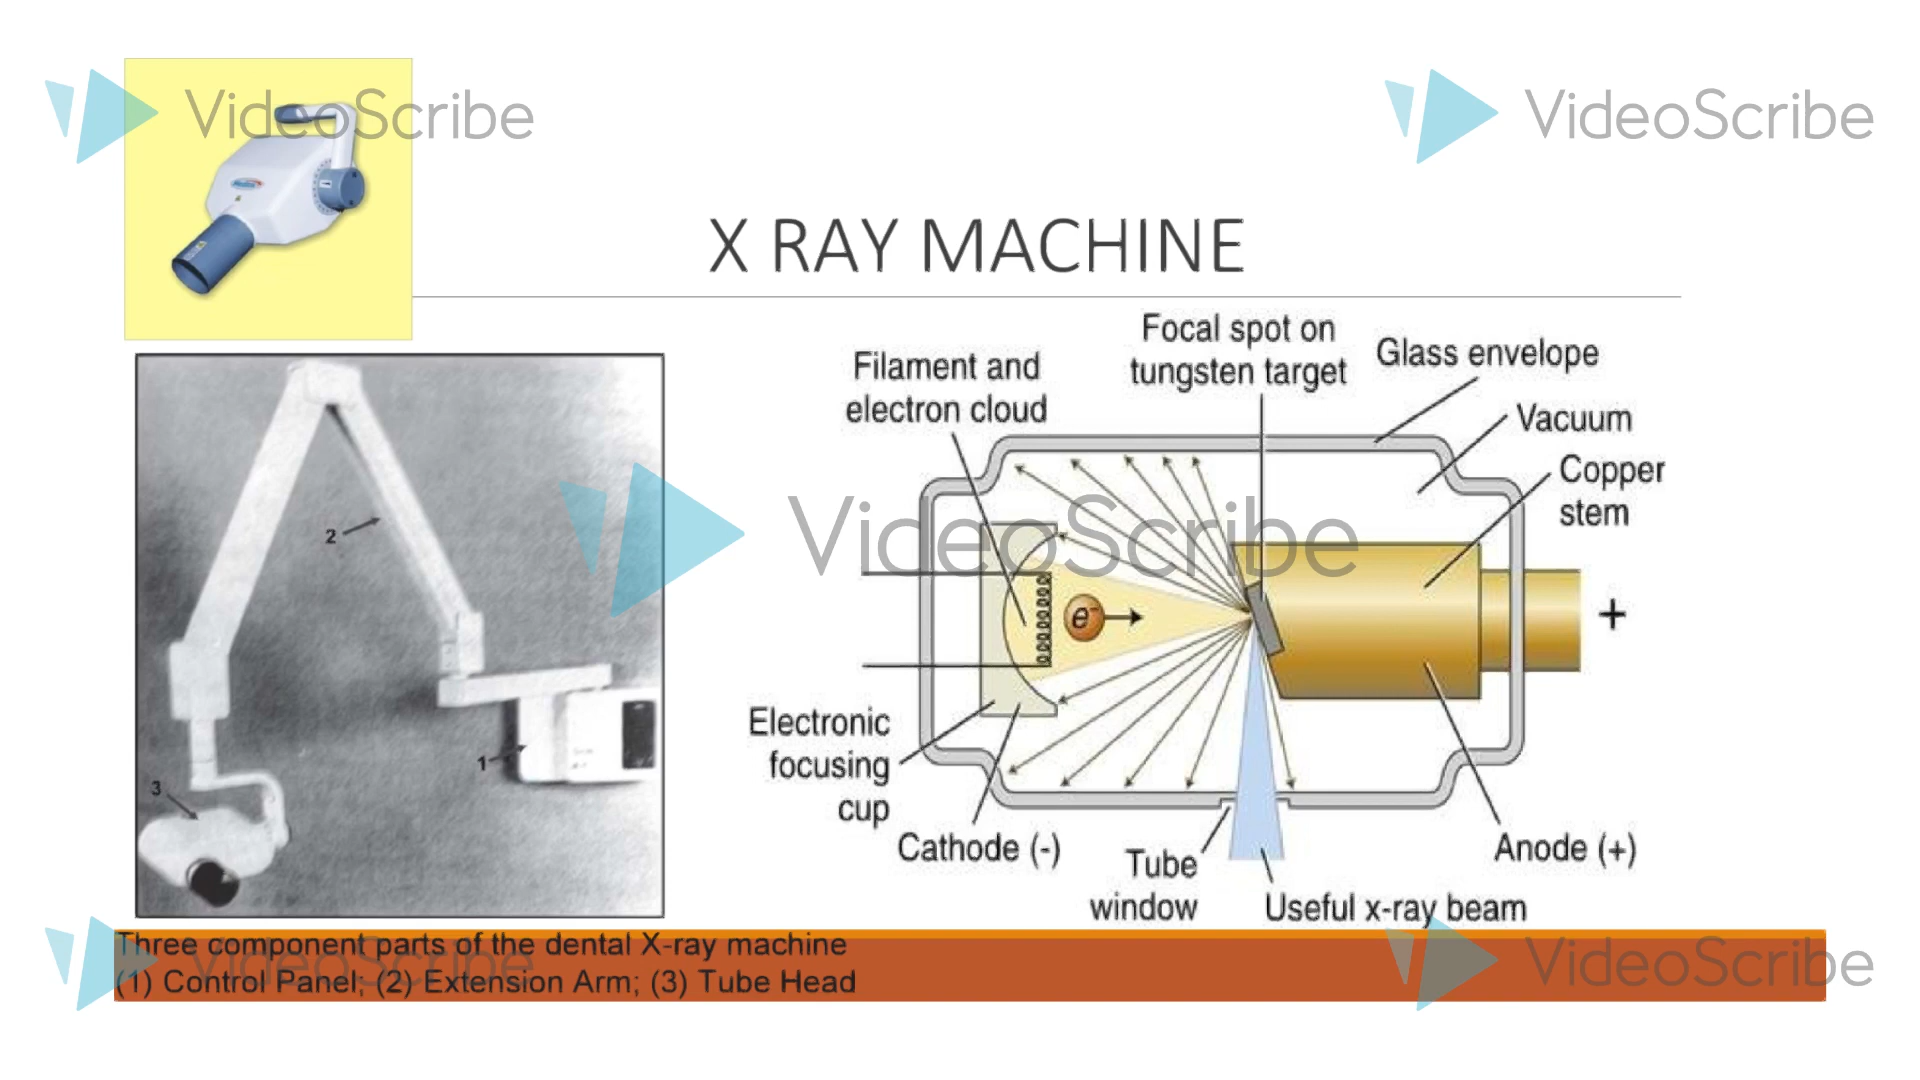 VideoScribe
VideoScribe
X RAY MACHINE
Focal spot on
tungsten target
Glass envelope
Filament and
electron cloud
Vacuum
Copper
stem
VideoScribe
2
e-
+
1
3
Electronic
focusing
cup
Cathode (-)
Tube
window
Anode (+)
Useful x-ray beam
Three component parts of the dental X-ray machine
(1) Control Panel; (2) Extension Arm; (3) Tube Head
VideoScribe
VideoScribe